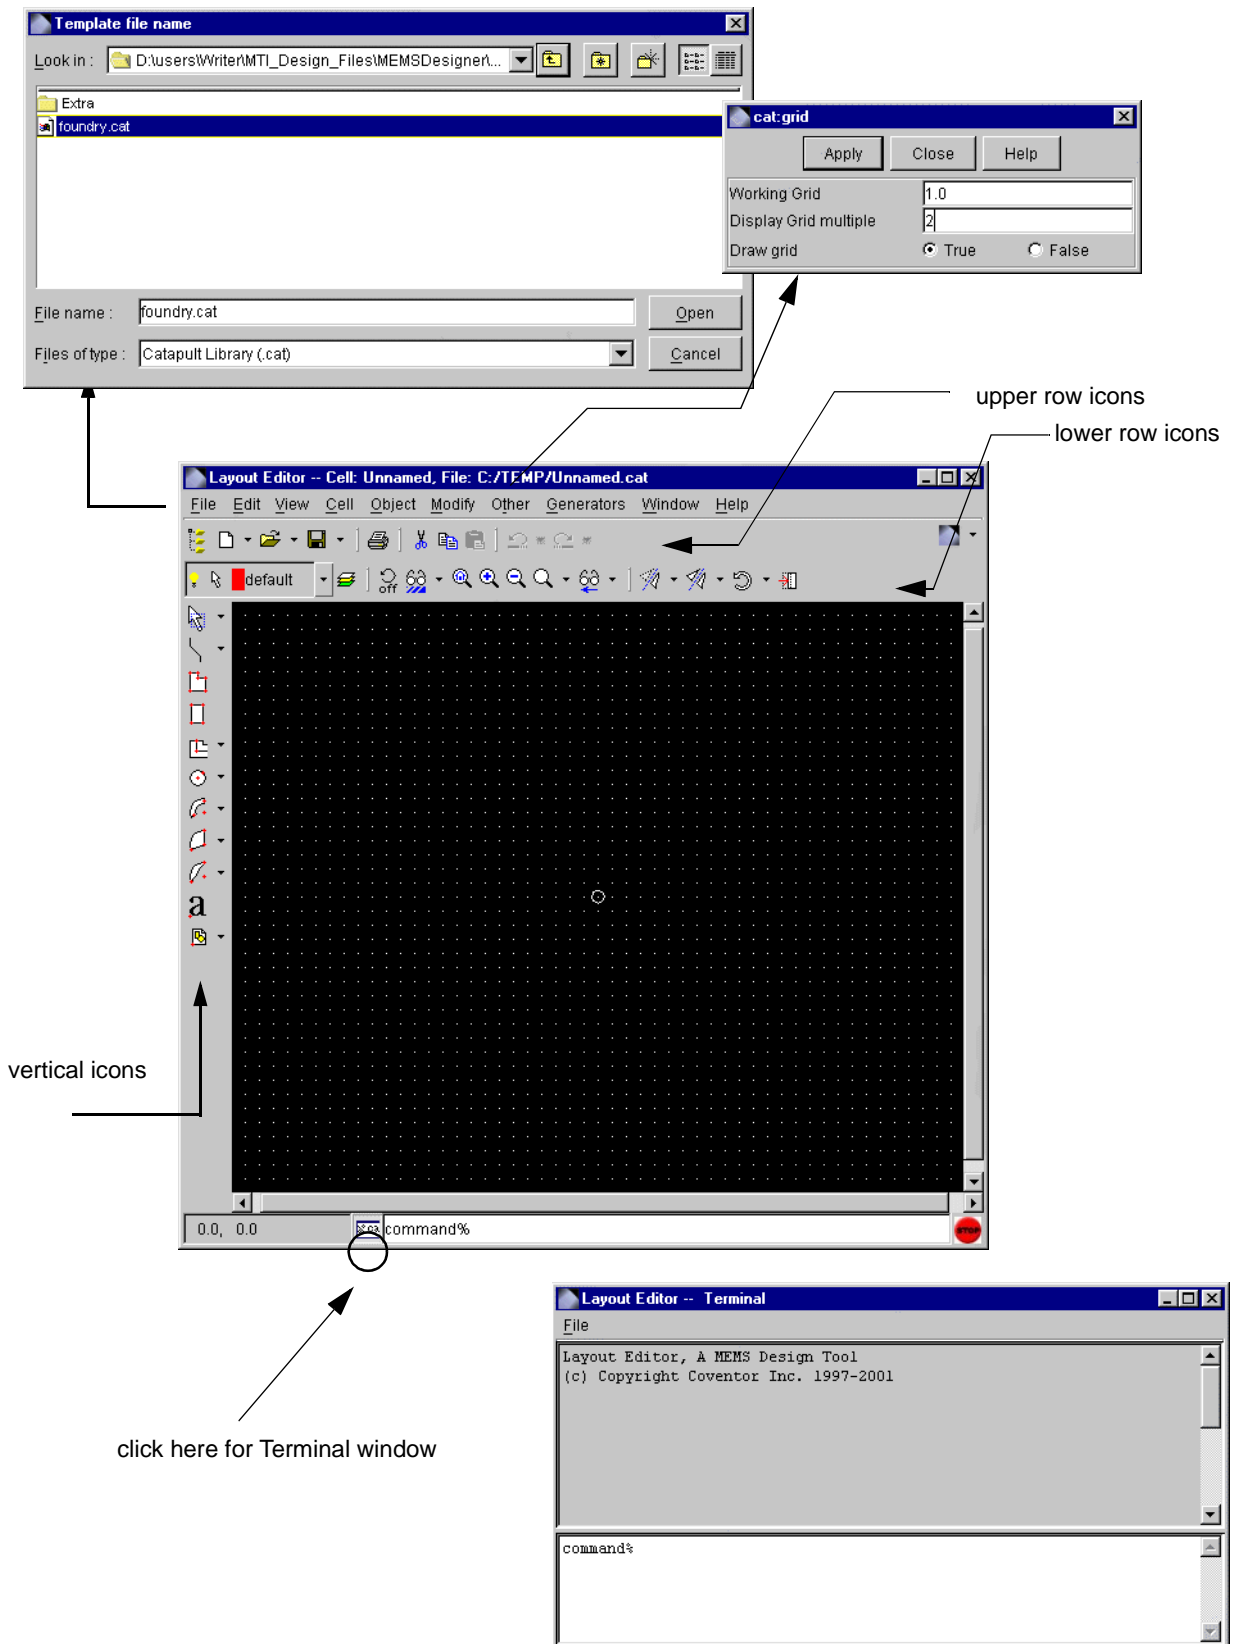 Template file name
Look in :
D:\users\Writer\MTI_Design_Files\MEMSDesigner\...
Extra
foundry.cat
File name :
foundry.cat
Open
Files of type :
Catapult Library (.cat)
Cancel
cat:grid
Apply
Close
Help
Working Grid
1.0
Display Grid multiple
2
Draw grid
True
False
upper row icons
lower row icons
Layout Editor -- Cell: Unnamed, File: C:/TEMP/Unnamed.cat
File Edit View Cell Object Modify Other Generators Window Help
default
off
a
vertical icons
0.0, 0.0
command%
STOP
click here for Terminal window
Layout Editor -- Terminal
File
Layout Editor, A MEMS Design Tool
(c) Copyright Coventor Inc. 1997-2001
command%